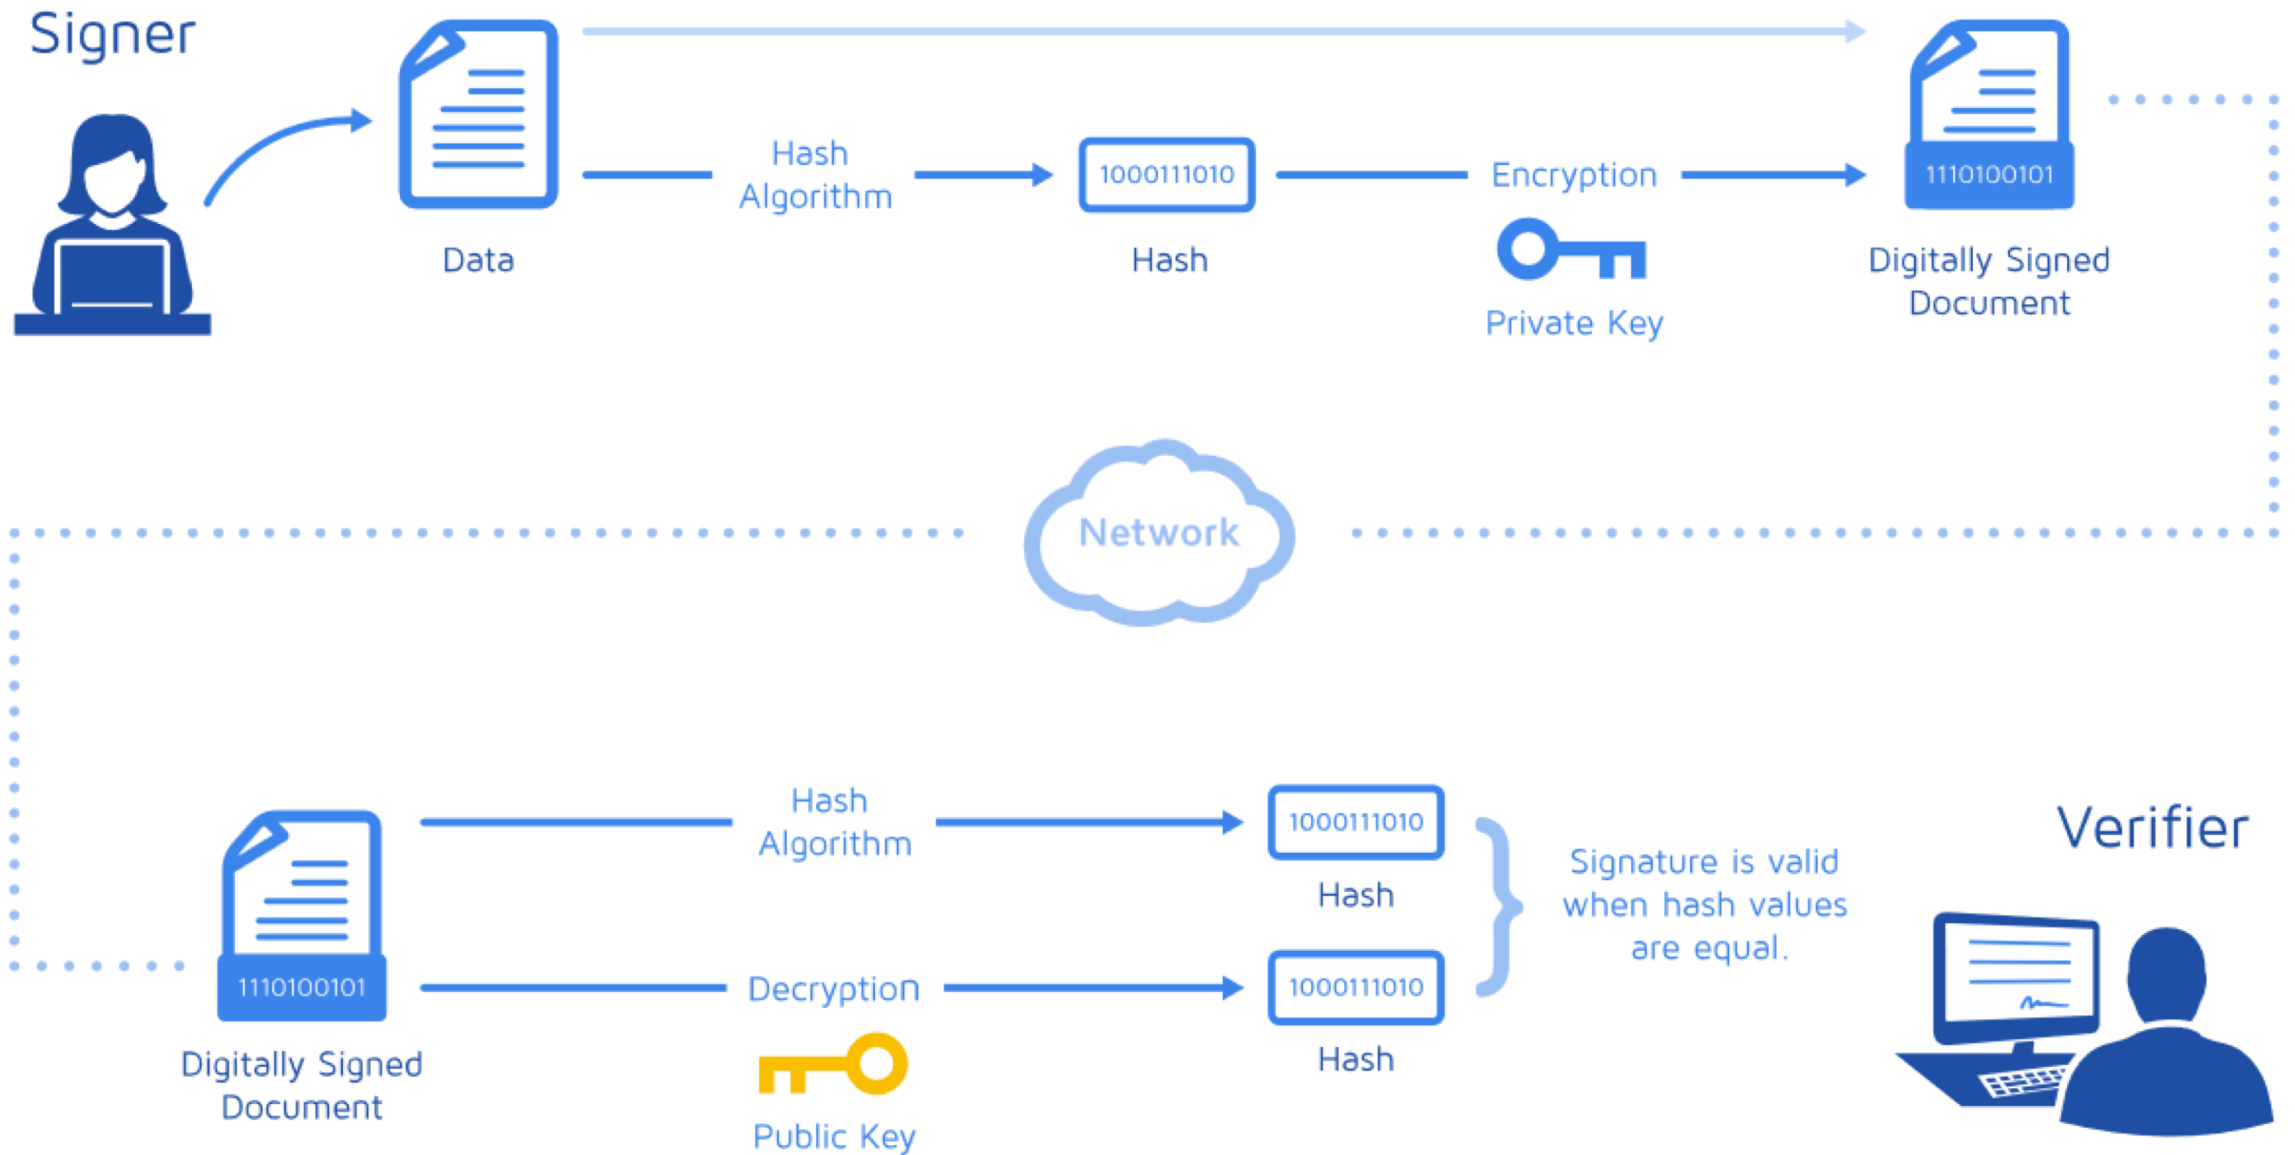 Signer
Data
Hash
Algorithm
1000111010
Hash
Encryption
Private Key
1110100101
Digitally Signed
Document
Network
1110100101
Digitally Signed
Document
Hash
Algorithm
1000111010
Hash
Decryption
Public Key
1000111010
Hash
Signature is valid
when hash values
are equal.
Verifier